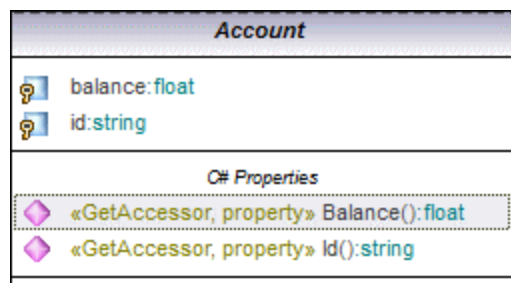 Account
balance:float
id:string
C# Properties
«GetAccessor, property» Balance():float
«GetAccessor, property» Id():string